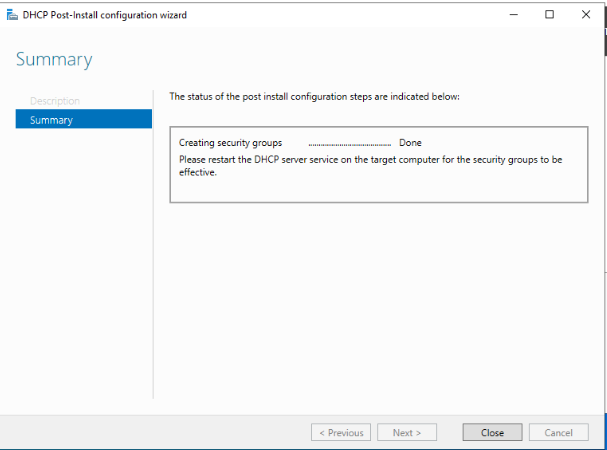 DHCP Post-Install configuration wizard
Summary
Description
Summary
The status of the post install configuration steps are indicated below:
Creating security groups ........................................ Done
Please restart the DHCP server service on the target computer for the security groups to be
effective.
< Previous
Next >
Close
Cancel